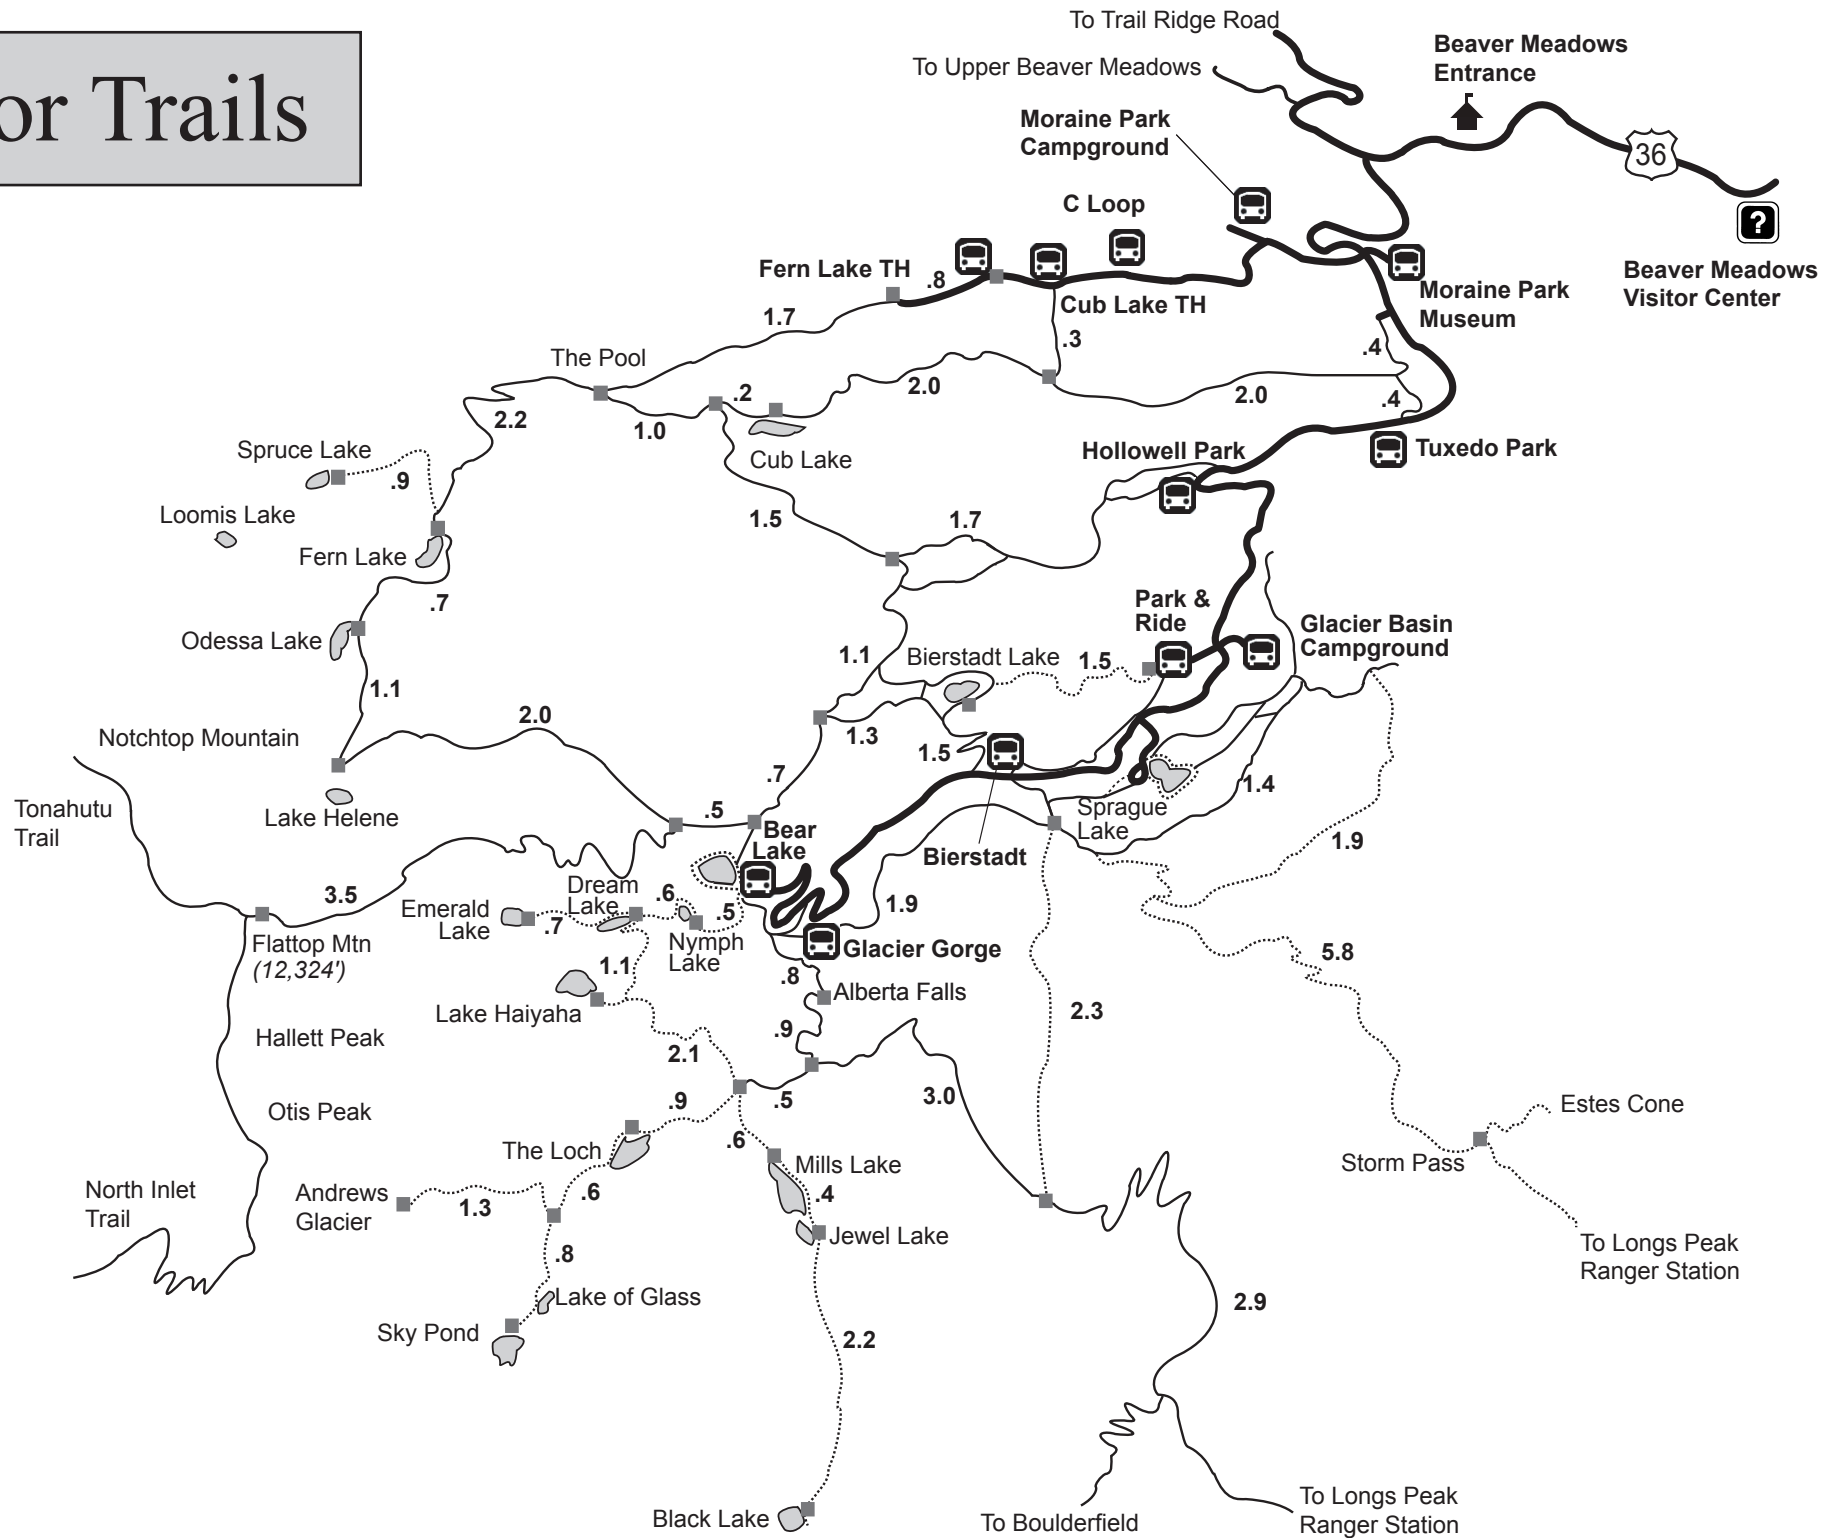 or Trails
To Trail Ridge Road
To Upper Beaver Meadows
Beaver Meadows
Entrance
Moraine Park
Campground
36
?
C Loop
Beaver Meadows
Visitor Center
Fern Lake TH
.8
Cub Lake TH
Moraine Park
Museum
1.7
.3
.4
The Pool
.2
2.0
2.0
.4
2.2
1.0
Cub Lake
Hollowell Park
Tuxedo Park
Spruce Lake
.9
Loomis Lake
1.5
1.7
Fern Lake
.7
Park &
Ride
Glacier Basin
Campground
Odessa Lake
1.1
Bierstadt Lake
1.5
1.1
2.0
Notchtop Mountain
1.3
1.5
.7
1.4
Tonahutu
Trail
Lake Helene
.5
Bear
Lake
Sprague
Lake
Bierstadt
1.9
3.5
Dream
Lake
.6
.5
1.9
Emerald
Lake
.7
Nymph
Lake
Glacier Gorge
Flattop Mtn
(12,324')
1.1
.8
5.8
Alberta Falls
Lake Haiyaha
.9
2.3
Hallett Peak
2.1
3.0
Otis Peak
.9
.5
Estes Cone
.6
The Loch
Storm Pass
Mills Lake
North Inlet
Trail
Andrews
Glacier
1.3
.6
.4
Jewel Lake
.8
To Longs Peak
Ranger Station
Lake of Glass
2.9
Sky Pond
2.2
To Longs Peak
Ranger Station
Black Lake
To Boulderfield